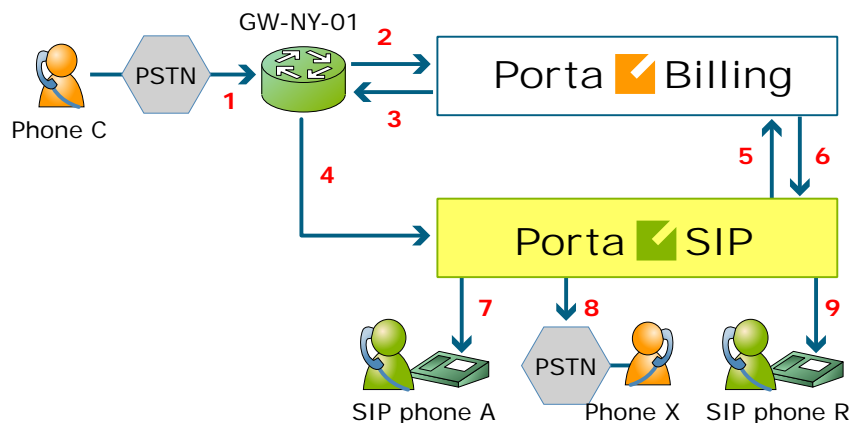 GW-NY-01
2
PSTN
Porta Billing
1
3
Phone C
4
5
6
Porta SIP
7
8
9
PSTN
SIP phone A
Phone X
SIP phone R